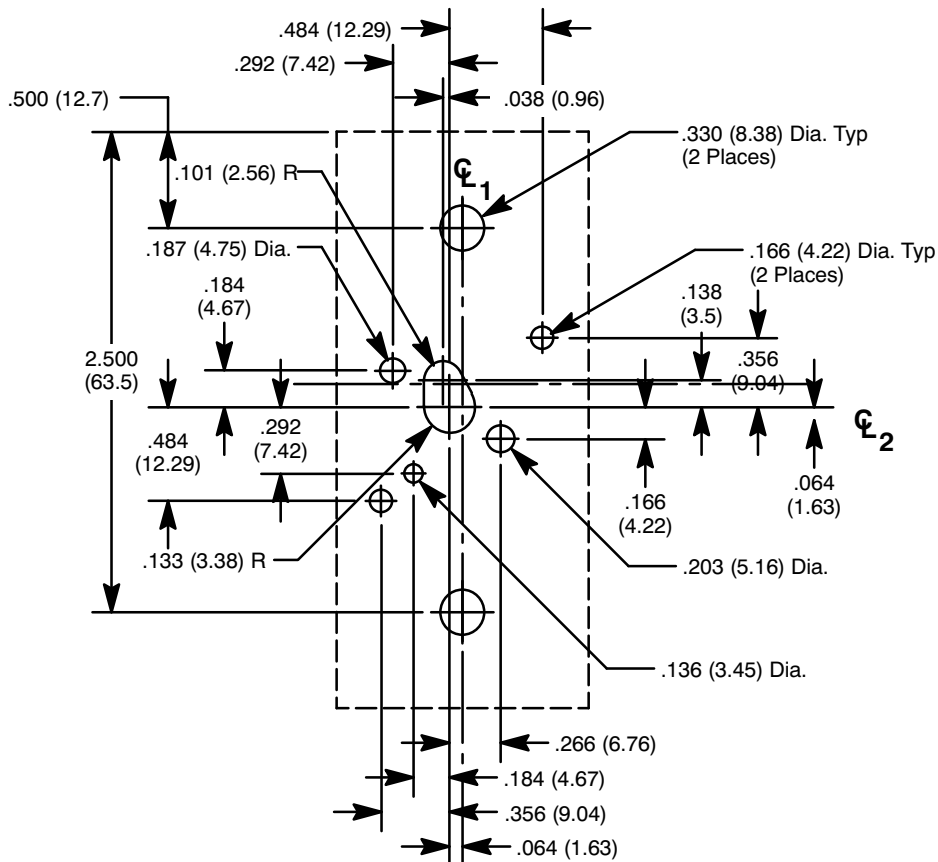 .484 (12.29)
.292 (7.42)
.500 (12.7)
.038 (0.96)
.330 (8.38) Dia. Typ
(2 Places)
.101 (2.56) R
CL1
.187 (4.75) Dia.
.166 (4.22) Dia. Typ
(2 Places)
.184
(4.67)
.138
(3.5)
2.500
(63.5)
.356
(9.04)
CL2
.484
(12.29)
.292
(7.42)
.064
(1.63)
.166
(4.22)
.133 (3.38) R
.203 (5.16) Dia.
.136 (3.45) Dia.
.266 (6.76)
.184 (4.67)
.356 (9.04)
.064 (1.63)